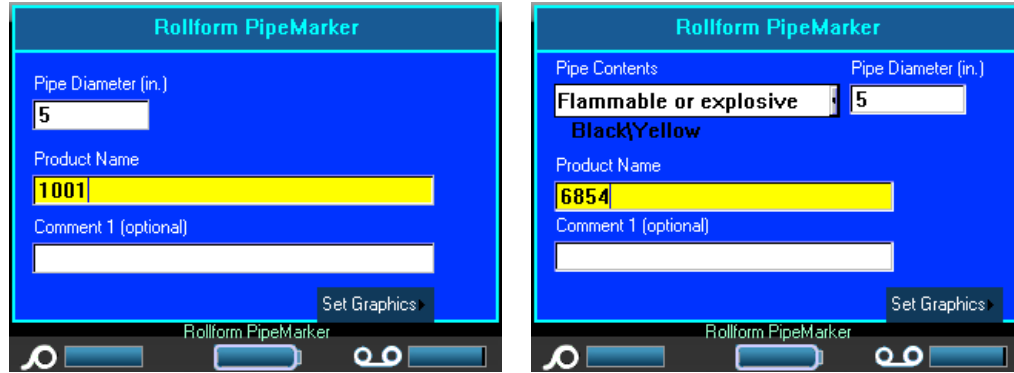 Rollform PipeMarker
Pipe Diameter (in.)
5
Product Name
1001
Comment 1 (optional)
Set Graphics
Rollform PipeMarker
Rollform PipeMarker
Pipe Contents Pipe Diameter (in.)
Flammable or explosive 5
Black\Yellow
Product Name
6854
Comment 1 (optional)
Set Graphics
Rollform PipeMarker